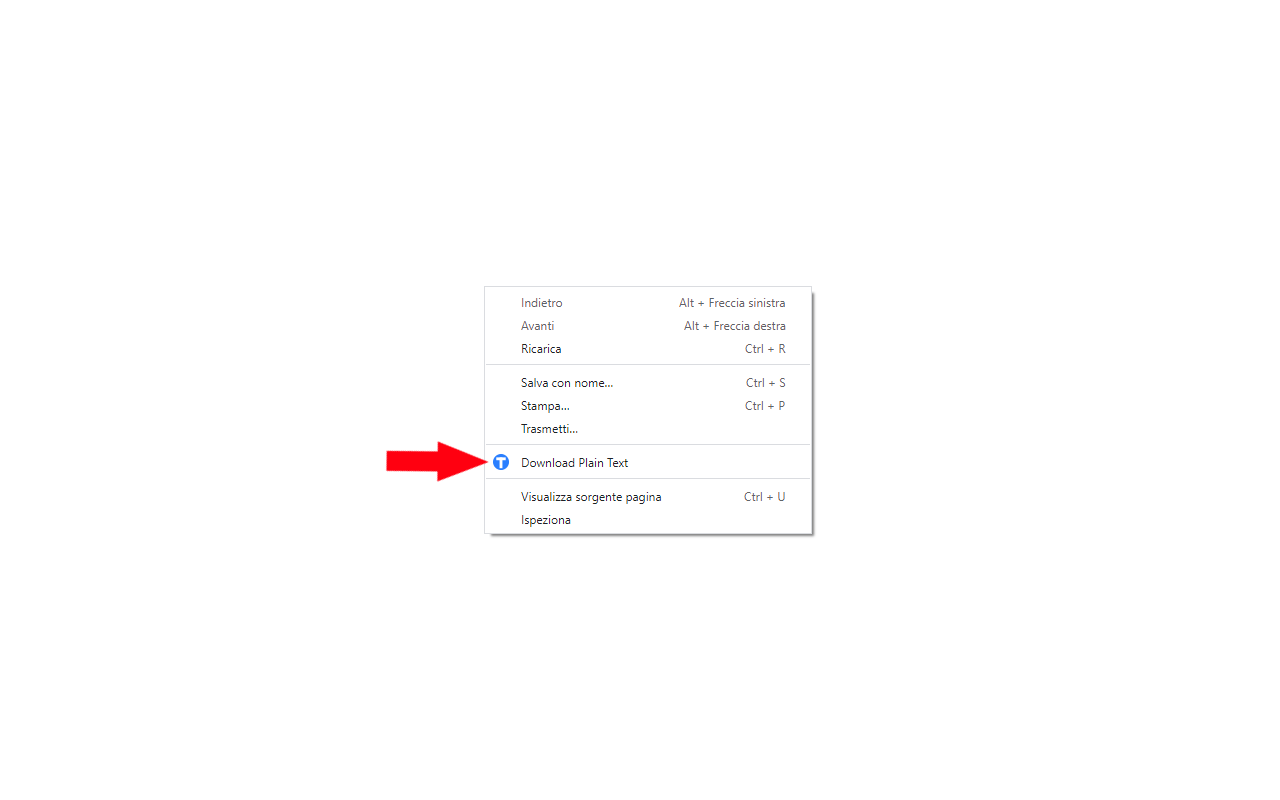 Indietro Alt + Freccia sinistra
Avanti Alt + Freccia destra
Ricarica Ctrl + R
Salva con nome... Ctrl + S
Stampa... Ctrl + P
Trasmetti...
T Download Plain Text
Visualizza sorgente pagina Ctrl + U
Ispeziona